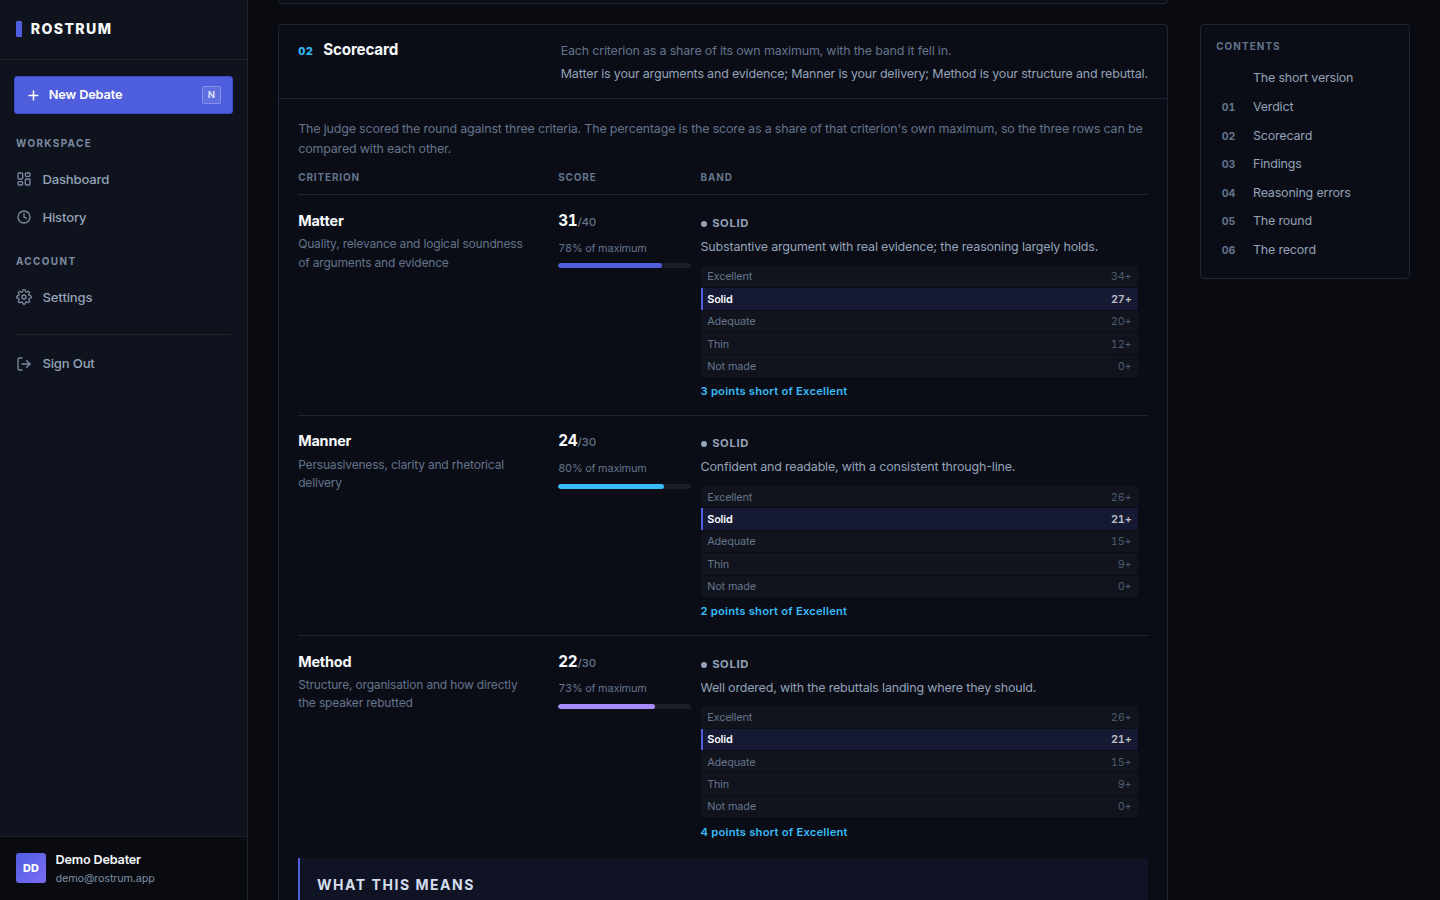 ROSTRUM
New Debate
N
WORKSPACE
Dashboard
History
ACCOUNT
Settings
Sign Out
DD
Demo Debater
demo@rostrum.app
02 Scorecard
Each criterion as a share of its own maximum, with the band it fell in.
Matter is your arguments and evidence; Manner is your delivery; Method is your structure and rebuttal.
The judge scored the round against three criteria. The percentage is the score as a share of that criterion's own maximum, so the three rows can be
compared with each other.
CRITERION SCORE BAND
Matter
Quality, relevance and logical soundness
of arguments and evidence
31/40
78% of maximum
SOLID
Substantive argument with real evidence; the reasoning largely holds.
Excellent 34+
Solid 27+
Adequate 20+
Thin 12+
Not made 0+
3 points short of Excellent
Manner
Persuasiveness, clarity and rhetorical
delivery
24/30
80% of maximum
SOLID
Confident and readable, with a consistent through-line.
Excellent 26+
Solid 21+
Adequate 15+
Thin 9+
Not made 0+
2 points short of Excellent
Method
Structure, organisation and how directly
the speaker rebutted
22/30
73% of maximum
SOLID
Well ordered, with the rebuttals landing where they should.
Excellent 26+
Solid 21+
Adequate 15+
Thin 9+
Not made 0+
4 points short of Excellent
WHAT THIS MEANS
CONTENTS
The short version
01 Verdict
02 Scorecard
03 Findings
04 Reasoning errors
05 The round
06 The record